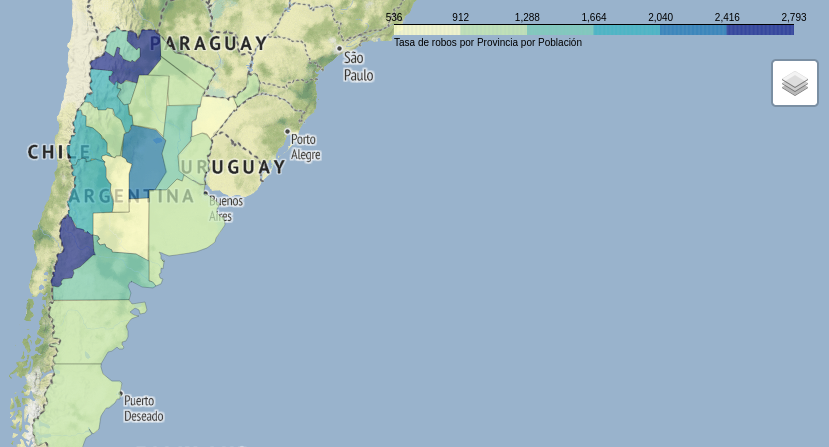 536 912 1,288 1,664 2,040 2,416 2,793
Tasa de robos por Provincia por Población
PARAGUAY
São
Paulo
Porto
Alegre
CHILE
URUGUAY
ARGENTINA
Buenos
Aires
Puerto
Deseado